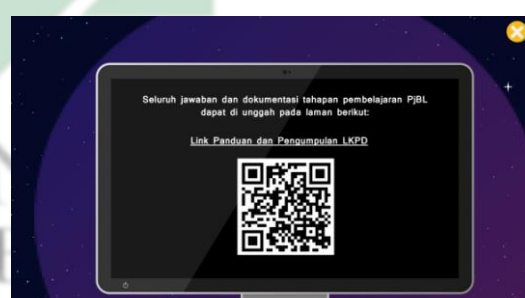 Seluruh jawaban dan dokumentasi tahapan pembelajaran PjBL
dapat di unggah pada laman berikut:
Link Panduan dan Pengumpulan LKPD